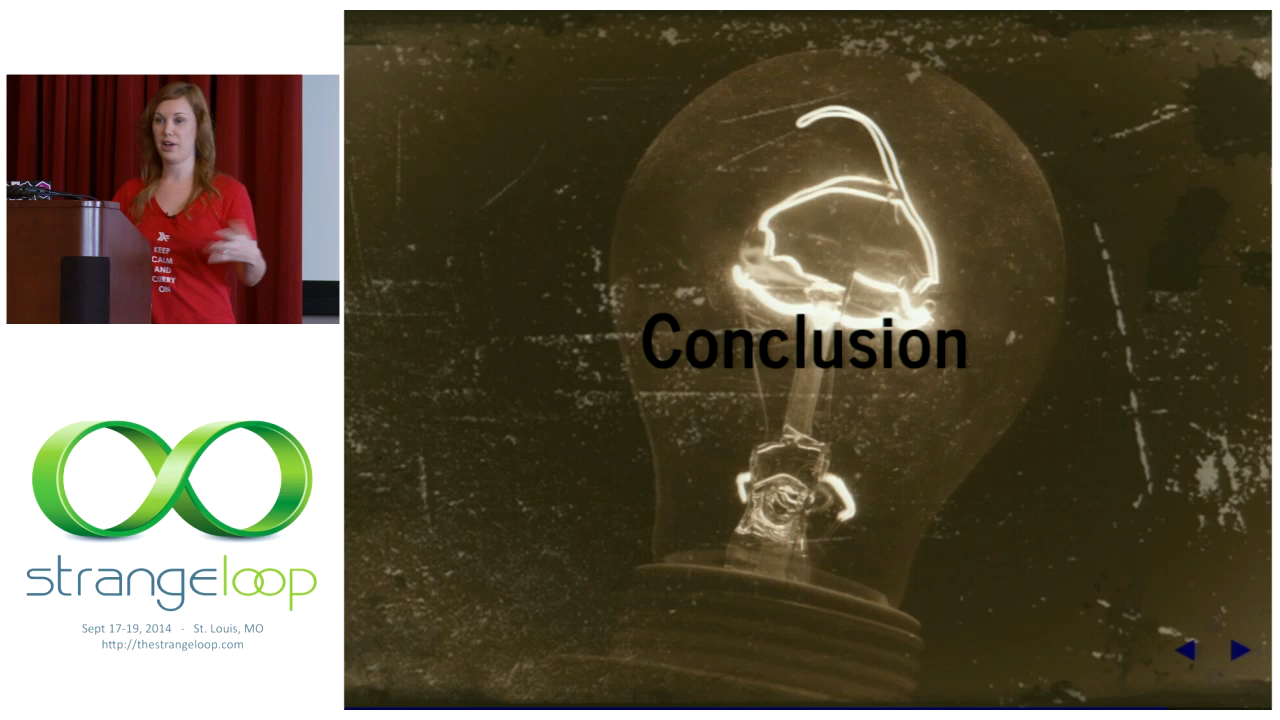 KEEP
CALM
AND
CURRY
ON
Conclusion
strangeloop
Sept 17-19, 2014 - St. Louis, MO
http://thestrangeloop.com